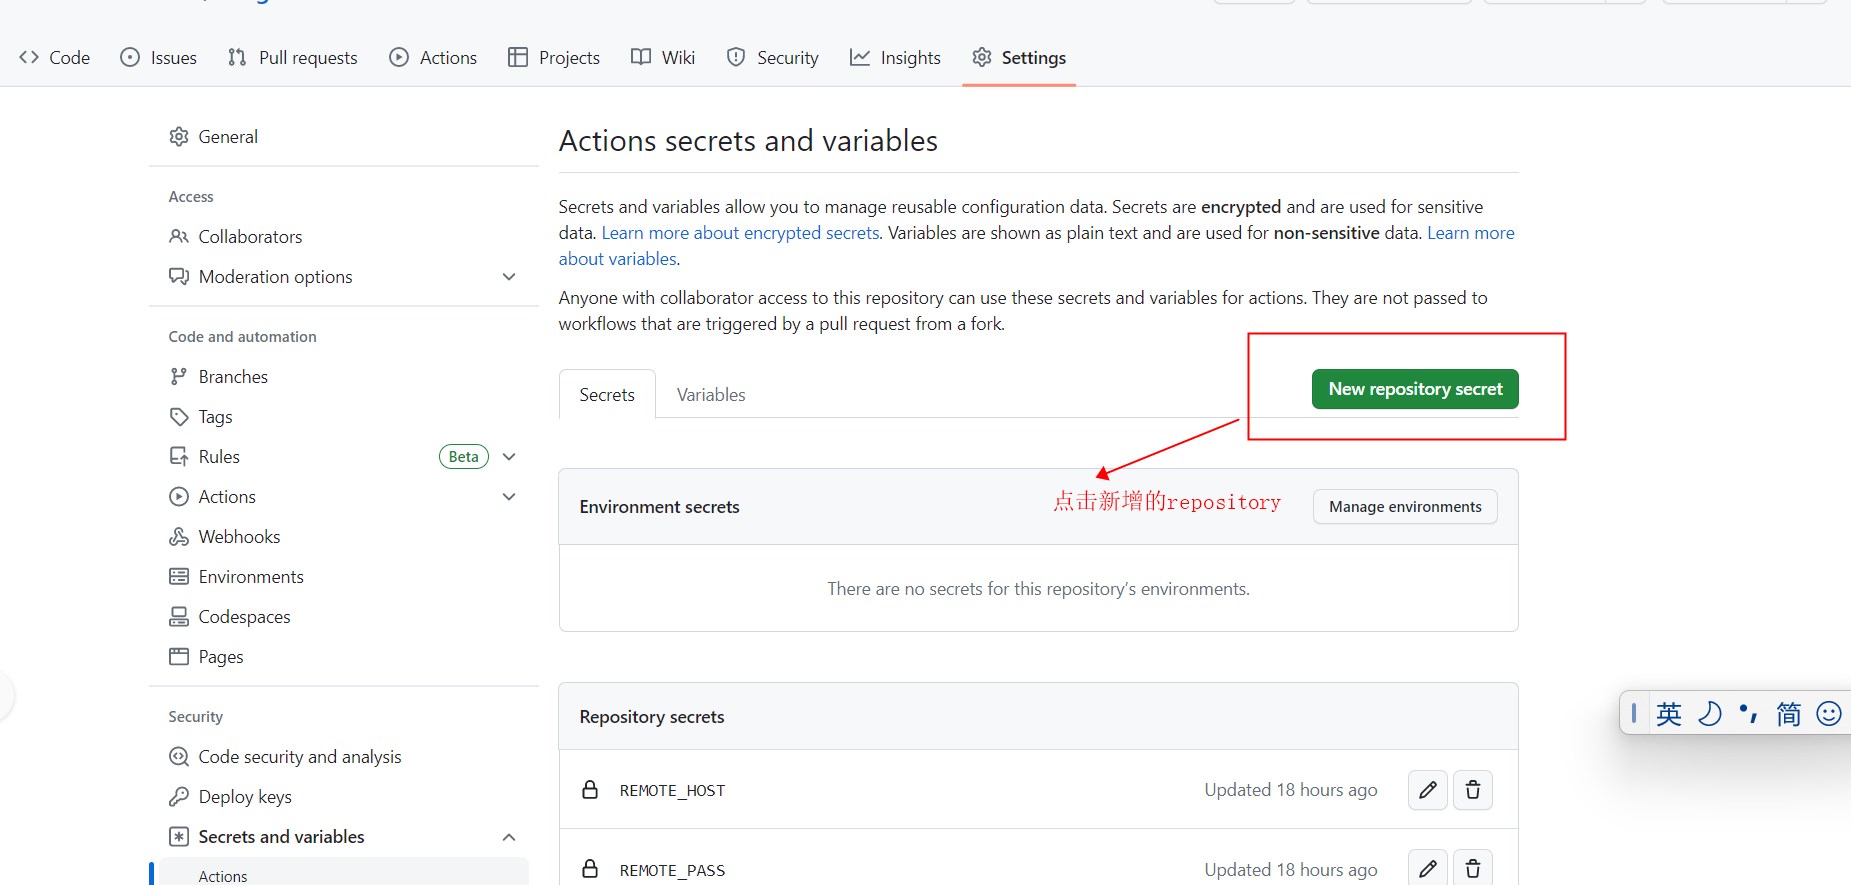 Code
Issues
Pull requests
Actions
Projects
Wiki
Security
Insights
Settings
General
Access
Collaborators
Moderation options
Code and automation
Branches
Tags
Rules
Beta
Actions
Webhooks
Environments
Codespaces
Pages
Security
Code security and analysis
Deploy keys
Secrets and variables
Actions
Actions secrets and variables
Secrets and variables allow you to manage reusable configuration data. Secrets are encrypted and are used for sensitive
data. Learn more about encrypted secrets. Variables are shown as plain text and are used for non-sensitive data. Learn more
about variables.
Anyone with collaborator access to this repository can use these secrets and variables for actions. They are not passed to
workflows that are triggered by a pull request from a fork.
Secrets
Variables
New repository secret
Environment secrets
点击新增的repository
Manage environments
There are no secrets for this repository’s environments.
Repository secrets
REMOTE_HOST
Updated 18 hours ago
REMOTE_PASS
Updated 18 hours ago
英
简